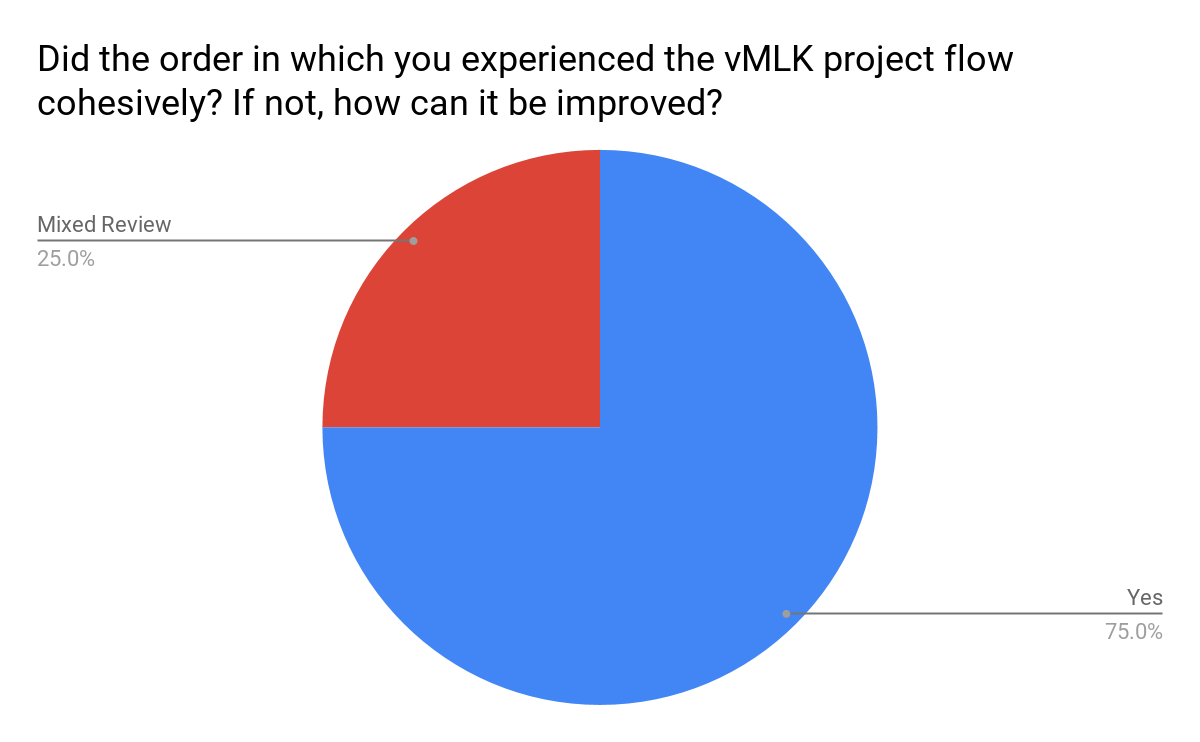 Did the order in which you experienced the vMLK project flow
cohesively? If not, how can it be improved?
Mixed Review
25.0%
Yes
75.0%